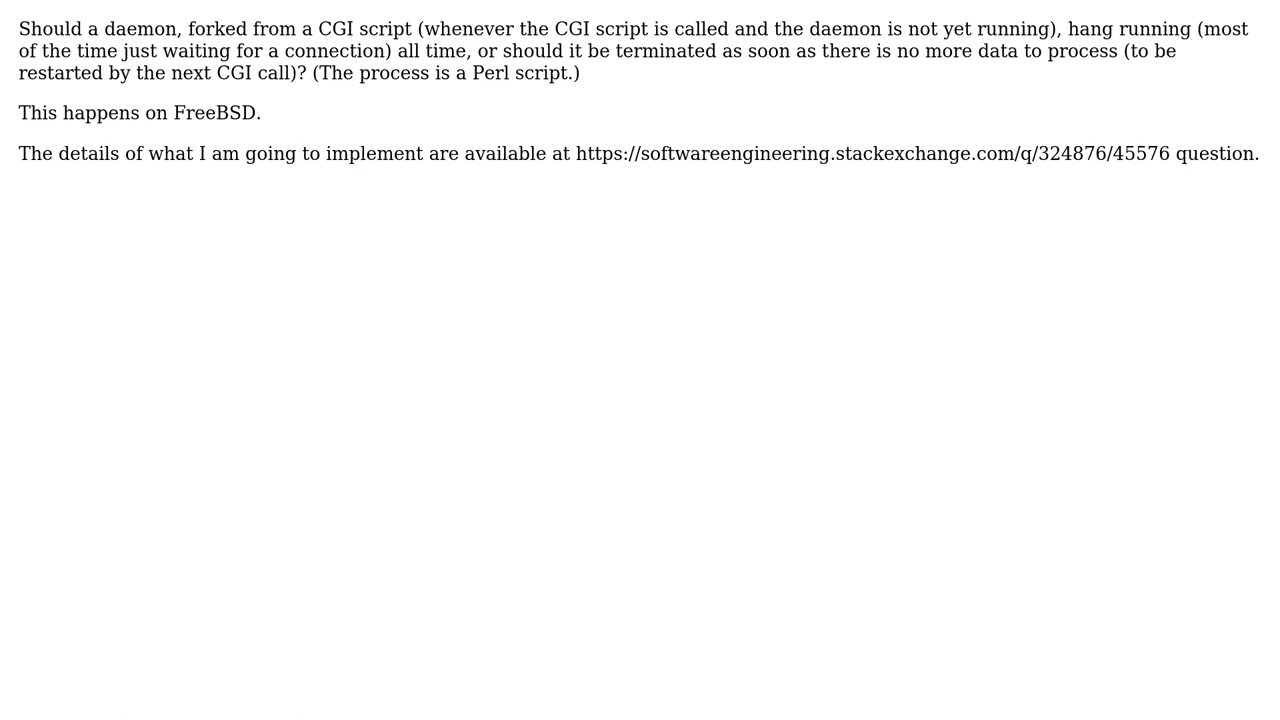 Should a daemon, forked from a CGI script (whenever the CGI script is called and the daemon is not yet running), hang running (most
of the time just waiting for a connection) all time, or should it be terminated as soon as there is no more data to process (to be
restarted by the next CGI call)? (The process is a Perl script.)
This happens on FreeBSD.
The details of what I am going to implement are available at https://softwareengineering.stackexchange.com/q/324876/45576 question.